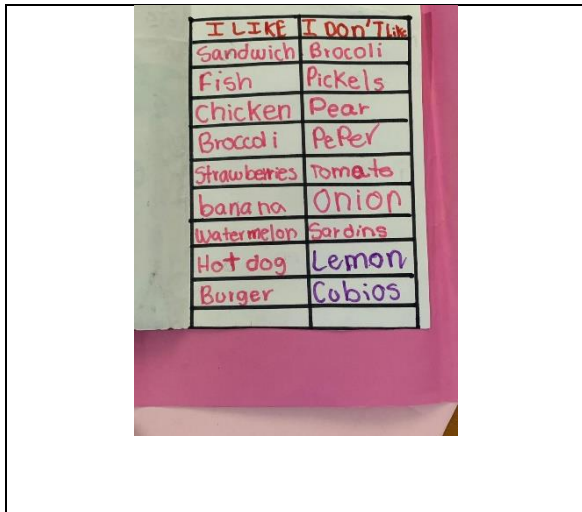 I LIKE I DON'T Like
Sandwich Brocoli
Fish Pickels
Chicken Pear
Broccoli PePer
Strawberries Tomato
banana Onion
Watermelon Sardins
Hot dog Lemon
Burger Cubios